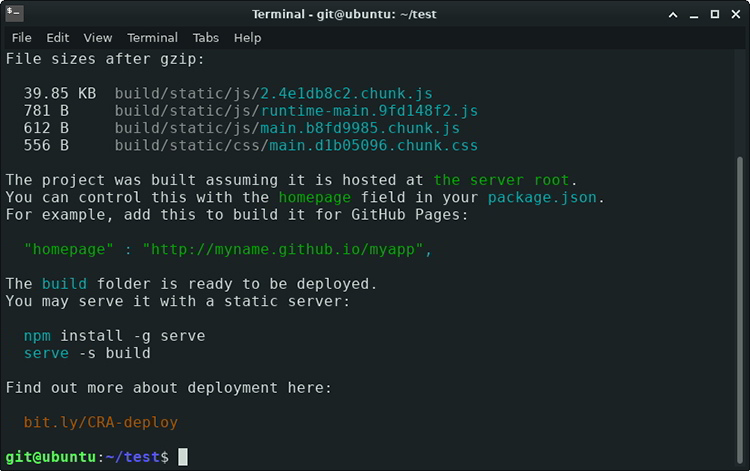 Terminal - git@ubuntu: ~/test
File Edit View Terminal Tabs Help
File sizes after gzip:
39.85 KB build/static/js/2.4e1db8c2.chunk.js
781 B build/static/js/runtime-main.9fd148f2.js
612 B build/static/js/main.b8fd9985.chunk.js
556 B build/static/css/main.d1b05096.chunk.css
The project was built assuming it is hosted at the server root.
You can control this with the homepage field in your package.json.
For example, add this to build it for GitHub Pages:
"homepage" : "http://myname.github.io/myapp",
The build folder is ready to be deployed.
You may serve it with a static server:
npm install -g serve
serve -s build
Find out more about deployment here:
bit.ly/CRA-deploy
git@ubuntu:~/test$